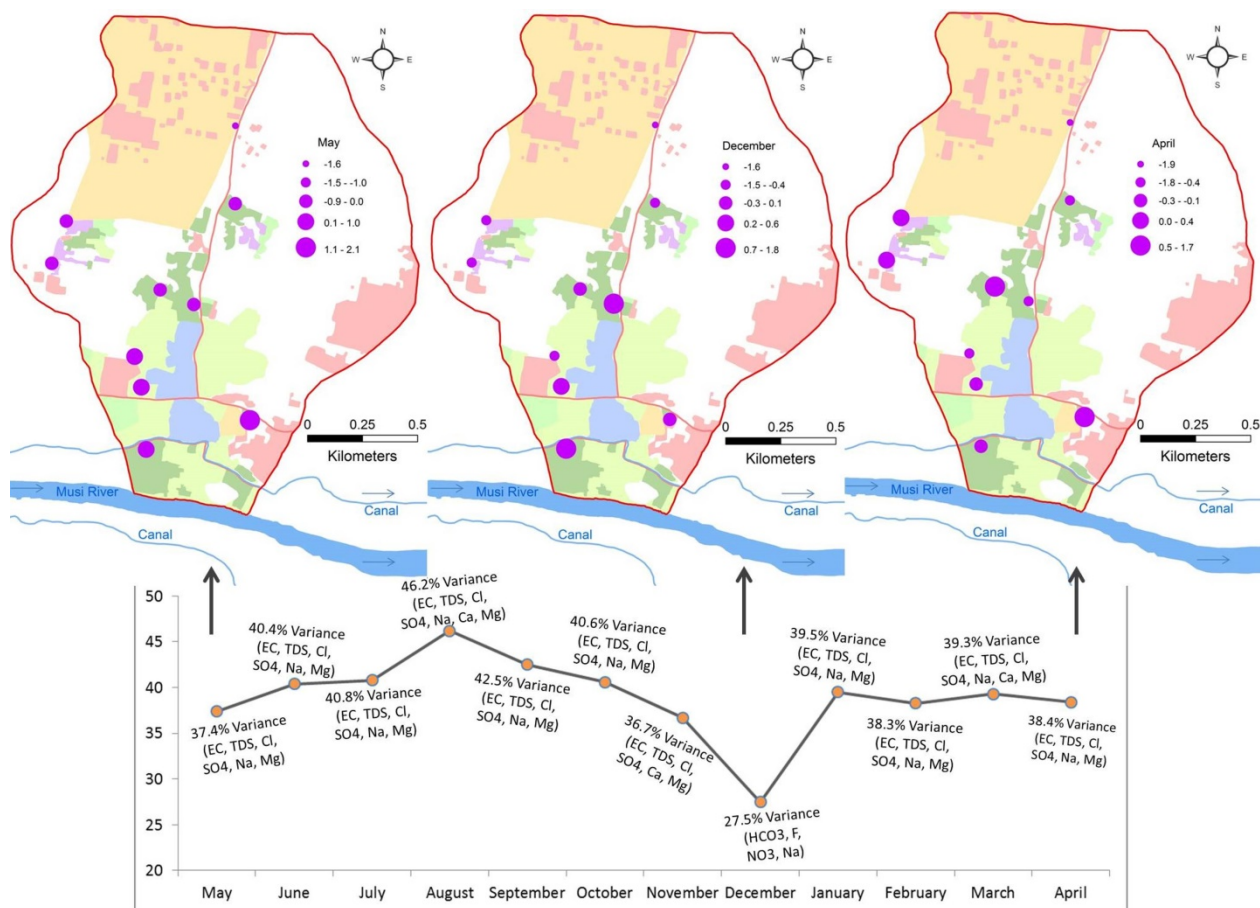 N
W
E
S
May
-1.6
-1.5 - -1.0
-0.9 - 0.0
0.1 - 1.0
1.1 - 2.1
0 0.25 0.5
Kilometers
Musi River
Canal
Canal
N
W
E
S
December
-1.6
-1.5 - -0.4
-0.3 - 0.1
0.2 - 0.6
0.7 - 1.8
0 0.25 0.5
Kilometers
Musi River
Canal
Canal
N
W
E
S
April
-1.9
-1.8 - -0.4
-0.3 - -0.1
0.0 - 0.4
0.5 - 1.7
0 0.25 0.5
Kilometers
Musi River
Canal
Canal
50
45
40
35
30
25
20
37.4% Variance
(EC, TDS, Cl,
SO4, Na, Mg)
40.4% Variance
(EC, TDS, Cl,
SO4, Na, Mg)
40.8% Variance
(EC, TDS, Cl,
SO4, Na, Mg)
46.2% Variance
(EC, TDS, Cl,
SO4, Na, Ca, Mg)
42.5% Variance
(EC, TDS, Cl,
SO4, Na, Mg)
40.6% Variance
(EC, TDS, Cl,
SO4, Na, Mg)
36.7% Variance
(EC, TDS, Cl,
SO4, Ca, Mg)
27.5% Variance
(HCO3, F,
NO3, Na)
39.5% Variance
(EC, TDS, Cl,
SO4, Na, Mg)
38.3% Variance
(EC, TDS, Cl,
SO4, Na, Mg)
39.3% Variance
(EC, TDS, Cl,
SO4, Na, Ca, Mg)
38.4% Variance
(EC, TDS, Cl,
SO4, Na, Mg)
May June July August September October November December January February March April